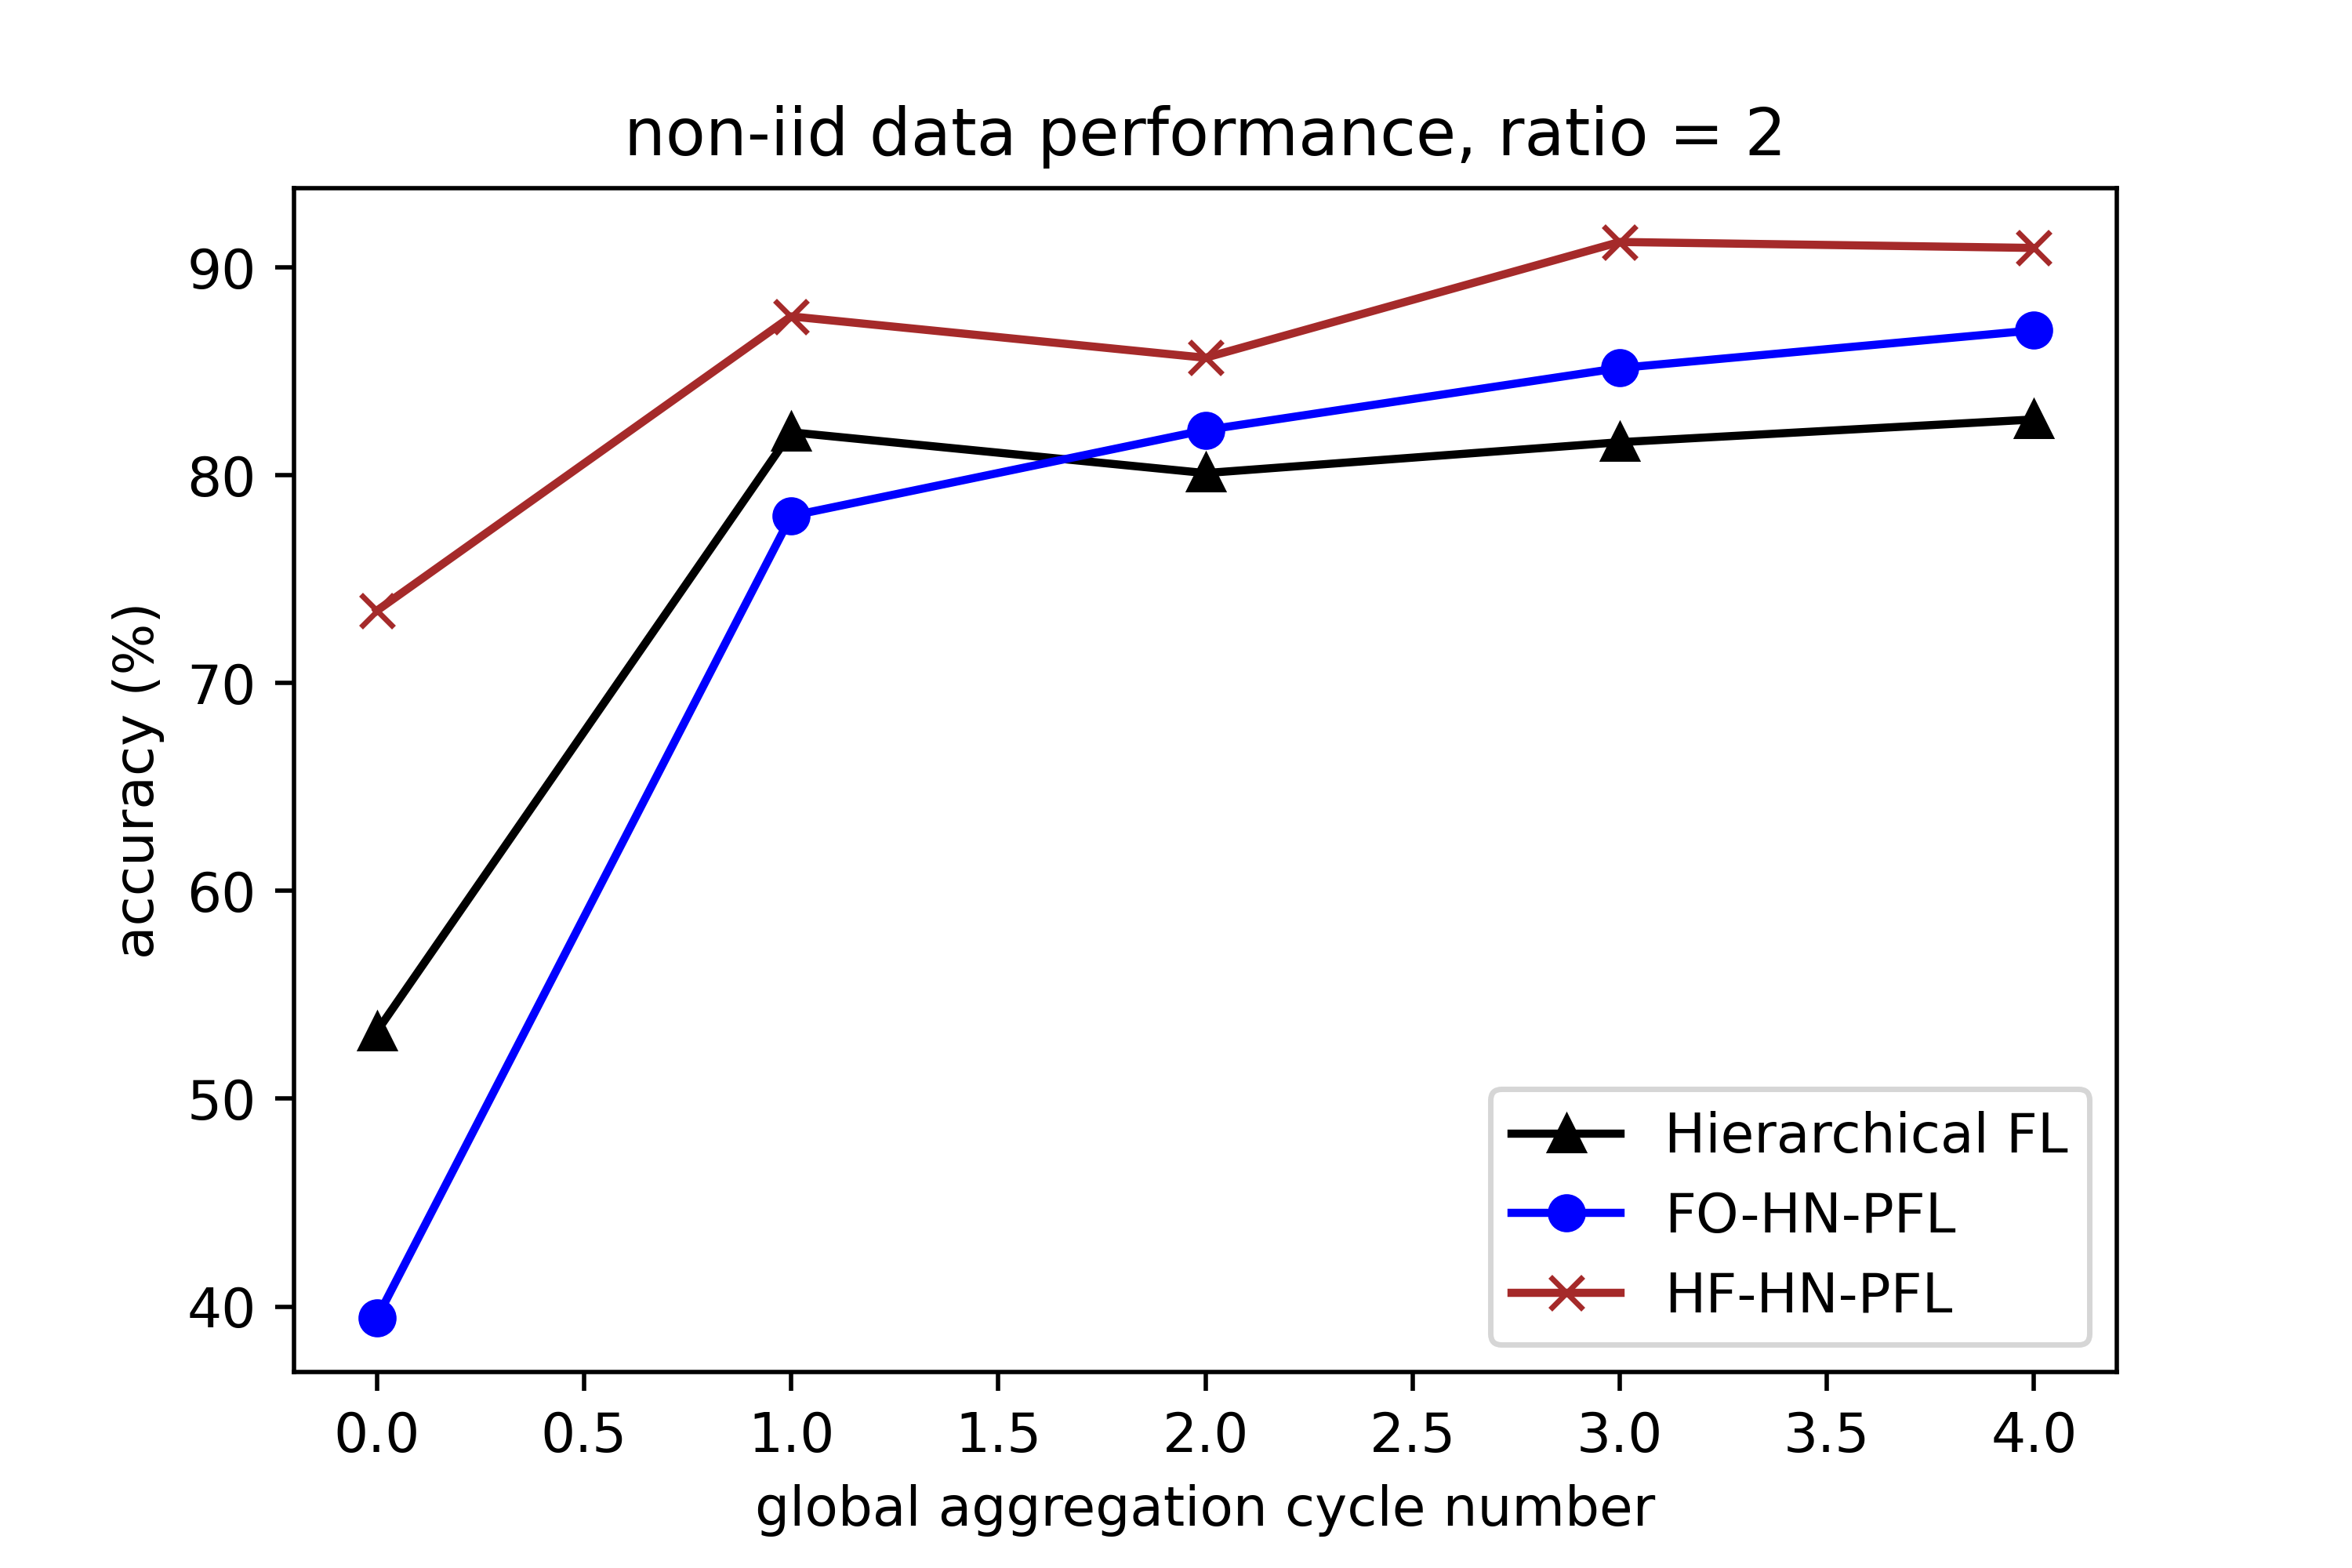 non-iid data performance, ratio = 2
accuracy (%)
90
80
70
60
50
40
Hierarchical FL
FO-HN-PFL
HF-HN-PFL
0.0 0.5 1.0 1.5 2.0 2.5 3.0 3.5 4.0
global aggregation cycle number